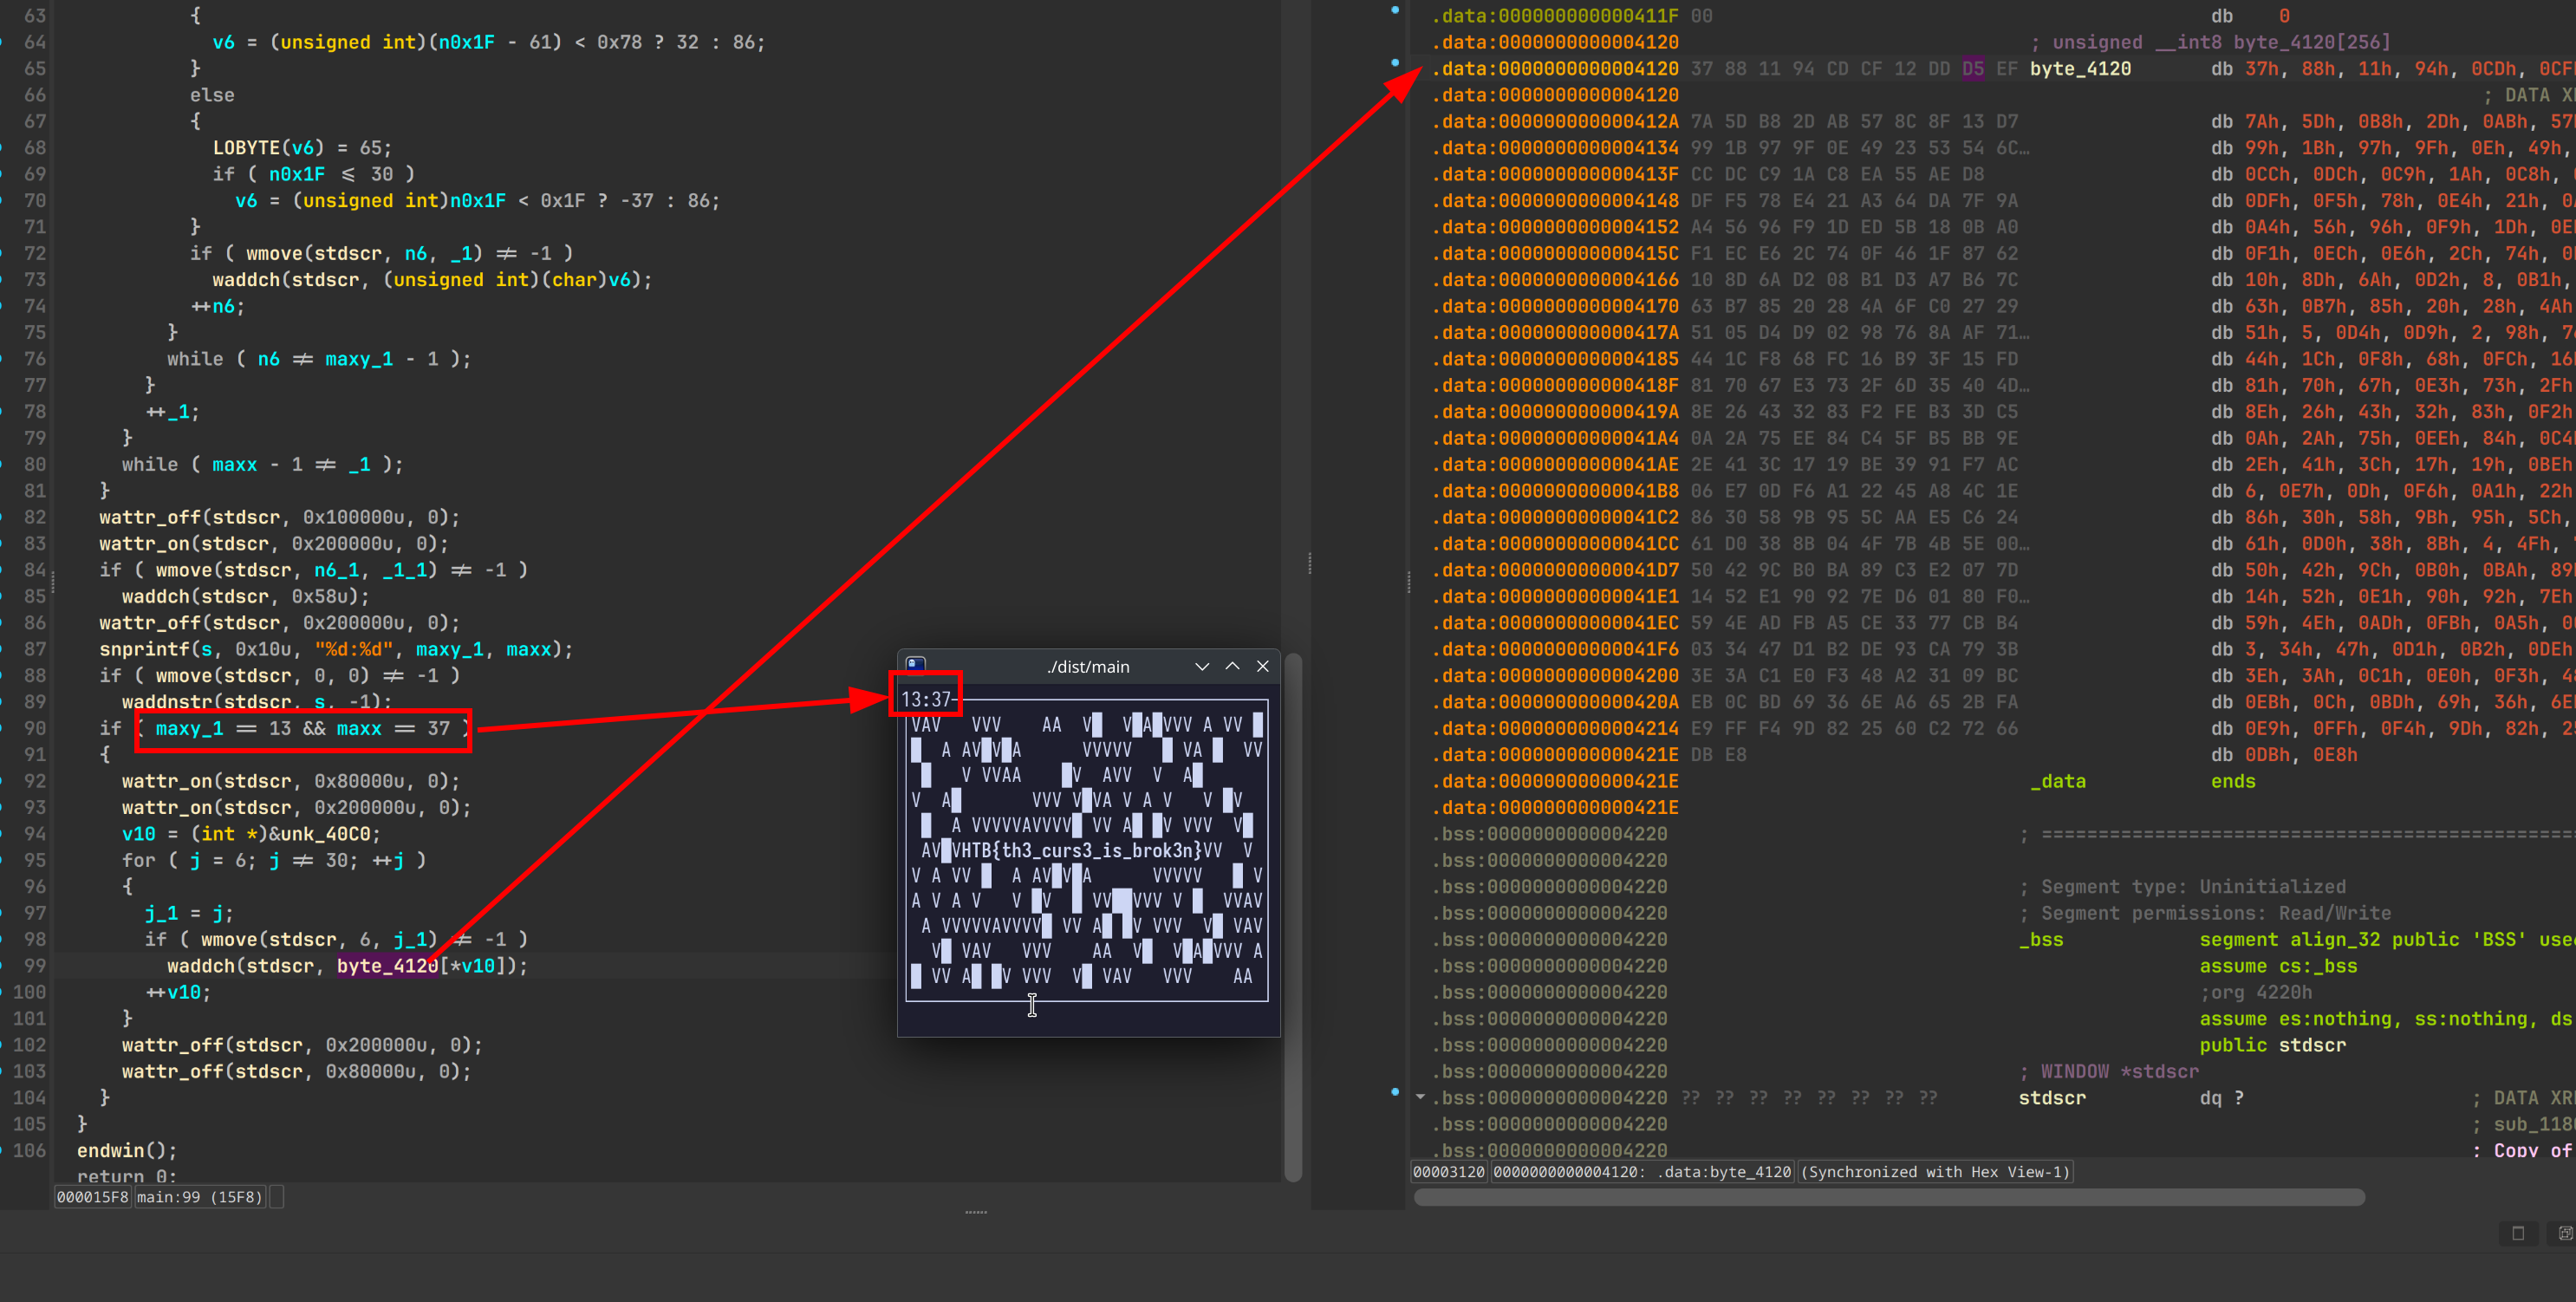 63 {
64 v6 = (unsigned int)(n0x1F - 61) < 0x78 ? 32 : 86;
65 }
66 else
67 {
68 LOBYTE(v6) = 65;
69 if ( n0x1F ≤ 30 )
70 v6 = (unsigned int)n0x1F < 0x1F ? -37 : 86;
71 }
72 if ( wmove(stdscr, n6, _1) ≠ -1 )
73 waddch(stdscr, (unsigned int)(char)v6);
74 ++n6;
75 }
76 while ( n6 ≠ maxy_1 - 1 );
77 }
78 ++_1;
79 }
80 while ( maxx - 1 ≠ _1 );
81 }
82 wattr_off(stdscr, 0x100000u, 0);
83 wattr_on(stdscr, 0x200000u, 0);
84 if ( wmove(stdscr, n6_1, _1_1) ≠ -1 )
85 waddch(stdscr, 0x58u);
86 wattr_off(stdscr, 0x200000u, 0);
87 snprintf(s, 0x10u, "%d:%d", maxy_1, maxx);
88 if ( wmove(stdscr, 0, 0) ≠ -1 )
89 waddnstr(stdscr, s, -1);
90 if ( maxy_1 == 13 && maxx == 37 )
91 {
92 wattr_on(stdscr, 0x80000u, 0);
93 wattr_on(stdscr, 0x200000u, 0);
94 v10 = (int *)&unk_40C0;
95 for ( j = 6; j ≠ 30; ++j )
96 {
97 j_1 = j;
98 if ( wmove(stdscr, 6, j_1) ≠ -1 )
99 waddch(stdscr, byte_4120[*v10]);
100 ++v10;
101 }
102 wattr_off(stdscr, 0x200000u, 0);
103 wattr_off(stdscr, 0x80000u, 0);
104 }
105 }
106 endwin();
return 0;
000015F8 main:99 (15F8)
./dist/main
13:37
VAV VVV AA V V A VVV A VV
A AV V A VVVVV VA VV
V VVAA V AVV V A
V A VVV V VA V A V V V
A VVVVVAVVVV VV A V VVV V
AV VHTB{th3_curs3_is_brok3n}VV V
V A VV A AV V A VVVVV V
A V A V V V VV VVV V VVAV
A VVVVVAVVVV VV A V VVV V VAV
V VAV VVV AA V V A VVV A
VV A V VVV V VAV VVV AA
.data:000000000000411F 00 db 0
.data:0000000000004120 ; unsigned __int8 byte_4120[256]
.data:0000000000004120 37 88 11 94 CD CF 12 DD D5 EF byte_4120 db 37h, 88h, 11h, 94h, 0CDh, 0CF
.data:0000000000004120 ; DATA X
.data:000000000000412A 7A 5D B8 2D AB 57 8C 8F 13 D7 db 7Ah, 5Dh, 0B8h, 2Dh, 0ABh, 57
.data:0000000000004134 99 1B 97 9F 0E 49 23 53 54 6C… db 99h, 1Bh, 97h, 9Fh, 0Eh, 49h,
.data:000000000000413F CC DC C9 1A C8 EA 55 AE D8 db 0CCh, 0DCh, 0C9h, 1Ah, 0C8h,
.data:0000000000004148 DF F5 78 E4 21 A3 64 DA 7F 9A db 0DFh, 0F5h, 78h, 0E4h, 21h, 0
.data:0000000000004152 A4 56 96 F9 1D ED 5B 18 0B A0 db 0A4h, 56h, 96h, 0F9h, 1Dh, 0E
.data:000000000000415C F1 EC E6 2C 74 0F 46 1F 87 62 db 0F1h, 0ECh, 0E6h, 2Ch, 74h, 0
.data:0000000000004166 10 8D 6A D2 08 B1 D3 A7 B6 7C db 10h, 8Dh, 6Ah, 0D2h, 8, 0B1h,
.data:0000000000004170 63 B7 85 20 28 4A 6F C0 27 29 db 63h, 0B7h, 85h, 20h, 28h, 4Ah
.data:000000000000417A 51 05 D4 D9 02 98 76 8A AF 71… db 51h, 5, 0D4h, 0D9h, 2, 98h, 7
.data:0000000000004185 44 1C F8 68 FC 16 B9 3F 15 FD db 44h, 1Ch, 0F8h, 68h, 0FCh, 16
.data:000000000000418F 81 70 67 E3 73 2F 6D 35 40 4D… db 81h, 70h, 67h, 0E3h, 73h, 2Fh
.data:000000000000419A 8E 26 43 32 83 F2 FE B3 3D C5 db 8Eh, 26h, 43h, 32h, 83h, 0F2h
.data:00000000000041A4 0A 2A 75 EE 84 C4 5F B5 BB 9E db 0Ah, 2Ah, 75h, 0EEh, 84h, 0C4
.data:00000000000041AE 2E 41 3C 17 19 BE 39 91 F7 AC db 2Eh, 41h, 3Ch, 17h, 19h, 0BEh
.data:00000000000041B8 06 E7 0D F6 A1 22 45 A8 4C 1E db 6, 0E7h, 0Dh, 0F6h, 0A1h, 22h
.data:00000000000041C2 86 30 58 9B 95 5C AA E5 C6 24 db 86h, 30h, 58h, 9Bh, 95h, 5Ch,
.data:00000000000041CC 61 D0 38 8B 04 4F 7B 4B 5E 00… db 61h, 0D0h, 38h, 8Bh, 4, 4Fh,
.data:00000000000041D7 50 42 9C B0 BA 89 C3 E2 07 7D db 50h, 42h, 9Ch, 0B0h, 0BAh, 89
.data:00000000000041E1 14 52 E1 90 92 7E D6 01 80 F0… db 14h, 52h, 0E1h, 90h, 92h, 7Eh
.data:00000000000041EC 59 4E AD FB A5 CE 33 77 CB B4 db 59h, 4Eh, 0ADh, 0FBh, 0A5h, 0
.data:00000000000041F6 03 34 47 D1 B2 DE 93 CA 79 3B db 3, 34h, 47h, 0D1h, 0B2h, 0DEh
.data:0000000000004200 3E 3A C1 E0 F3 48 A2 31 09 BC db 3Eh, 3Ah, 0C1h, 0E0h, 0F3h, 4
.data:000000000000420A EB 0C BD 69 36 6E A6 65 2B FA db 0EBh, 0Ch, 0BDh, 69h, 36h, 6E
.data:0000000000004214 E9 FF F4 9D 82 25 60 C2 72 66 db 0E9h, 0FFh, 0F4h, 9Dh, 82h, 2
.data:000000000000421E DB E8 db 0DBh, 0E8h
.data:000000000000421E _data ends
.data:000000000000421E
.bss:0000000000004220 ; ================================
.bss:0000000000004220
.bss:0000000000004220 ; Segment type: Uninitialized
.bss:0000000000004220 ; Segment permissions: Read/Write
.bss:0000000000004220 _bss segment align_32 public 'BSS' use
.bss:0000000000004220 assume cs:_bss
.bss:0000000000004220 ;org 4220h
.bss:0000000000004220 assume es:nothing, ss:nothing, ds
.bss:0000000000004220 public stdscr
.bss:0000000000004220 ; WINDOW *stdscr
.bss:0000000000004220 ?? ?? ?? ?? ?? ?? ?? ?? stdscr dq ? ; DATA XR
.bss:0000000000004220 ; sub_118
.bss:0000000000004220 ; Copy of
00003120 0000000000004120: .data:byte_4120 (Synchronized with Hex View-1)